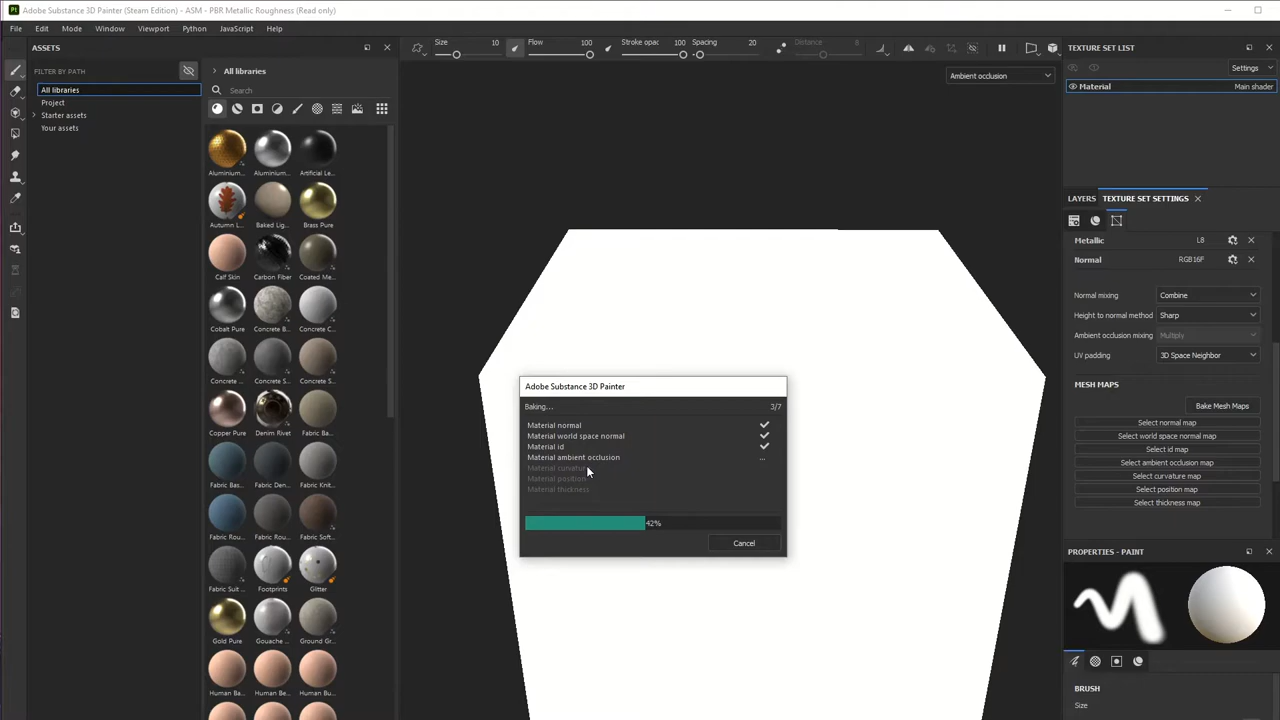 Adobe Substance 3D Painter (Steam Edition) - ASM - PBR Metallic Roughness (Read only)
File Edit Mode Window Viewport Python JavaScript Help
ASSETS
Size 10 Flow 100 Stroke opac 100 Spacing 20 Distance 8
TEXTURE SET LIST
FILTER BY PATH
All libraries
Settings
All libraries
Search
Ambient occlusion
Material Main shader
Project
Starter assets
Your assets
Aluminium... Aluminium... Artificial Le...
LAYERS TEXTURE SET SETTINGS
Autumn L... Baked Lig... Brass Pure
Metallic L8
Normal RGB16F
Calf Skin Carbon Fiber Coated Me...
Normal mixing Combine
Height to normal method Sharp
Ambient occlusion mixing Multiply
Cobalt Pure Concrete B... Concrete C...
UV padding 3D Space Neighbor
Concrete ... Concrete S... Concrete S...
MESH MAPS
Bake Mesh Maps
Select normal map
Select world space normal map
Select id map
Select ambient occlusion map
Select curvature map
Select position map
Select thickness map
Copper Pure Denim Rivet Fabric Ba...
Fabric Bas... Fabric Den... Fabric Kni...
Fabric Rou... Fabric Rou... Fabric Soft...
Fabric Suit ... Footprints Glitter
Gold Pure Gouache ... Ground Gr...
Human Ba... Human Be... Human Bu...
Adobe Substance 3D Painter
Baking... 3/7
Material normal
Material world space normal
Material id
Material ambient occlusion ...
Material curvature
Material position
Material thickness
42%
Cancel
PROPERTIES - PAINT
BRUSH
Size